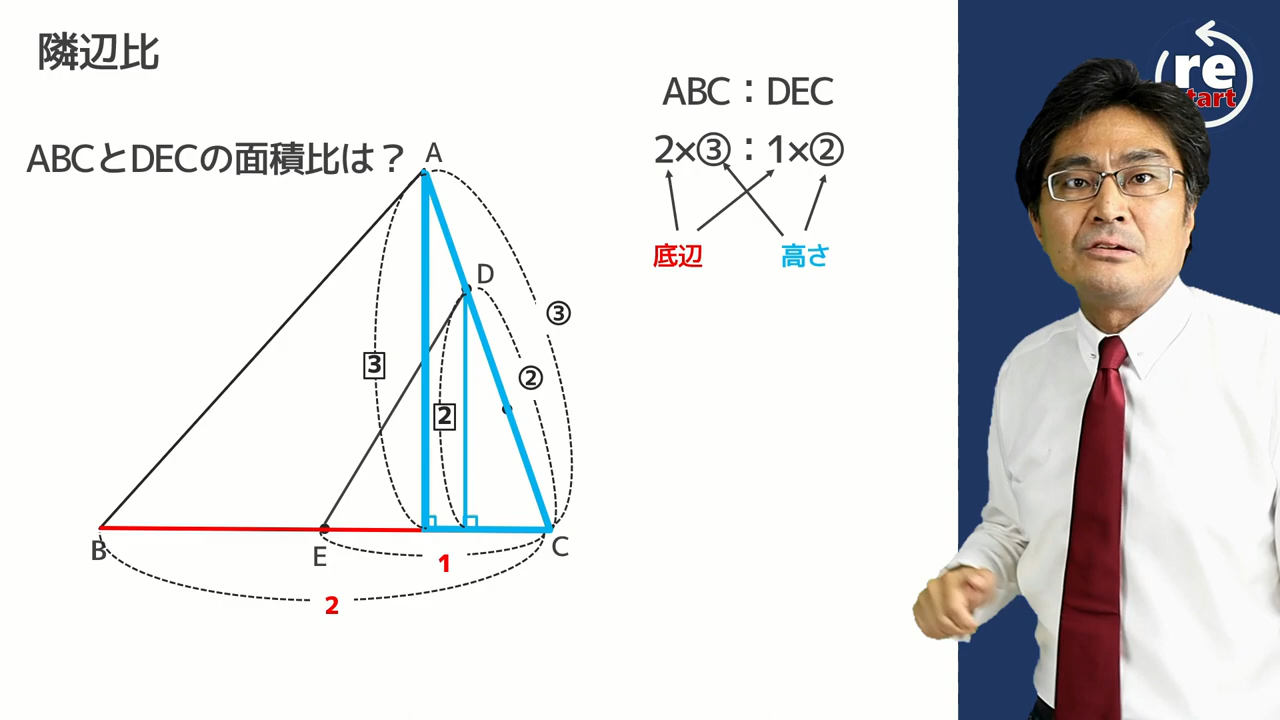 隣辺比
ABCとDECの面積比は？
ABC：DEC
2×③：1×②
底辺
高さ
A
D
③
3
②
2
B
E
C
1
2
re
start